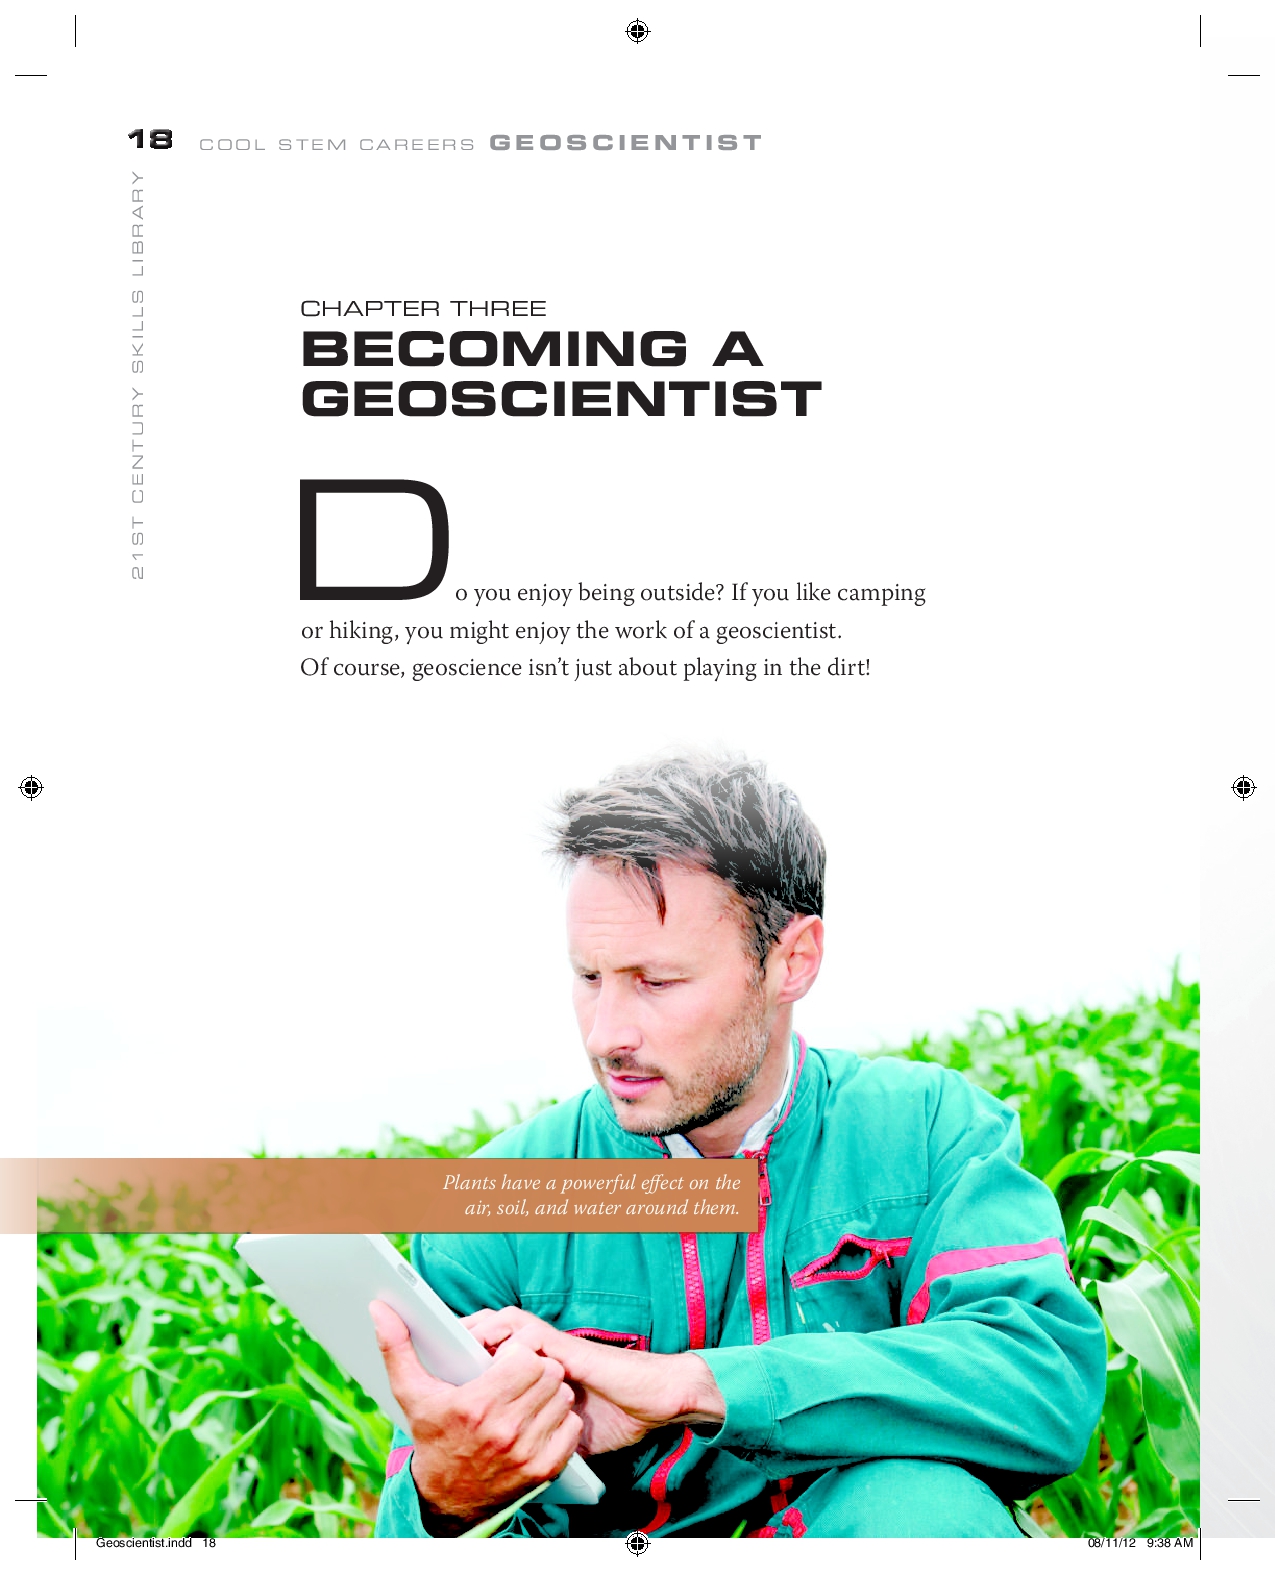 18 COOL STEM CAREERS GEOSCIENTIST
21ST CENTURY SKILLS LIBRARY
CHAPTER THREE
BECOMING A
GEOSCIENTIST
Do you enjoy being outside? If you like camping
or hiking, you might enjoy the work of a geoscientist.
Of course, geoscience isn’t just about playing in the dirt!
Plants have a powerful effect on the
air, soil, and water around them.
Geoscientist.indd 18
08/11/12 9:38 AM